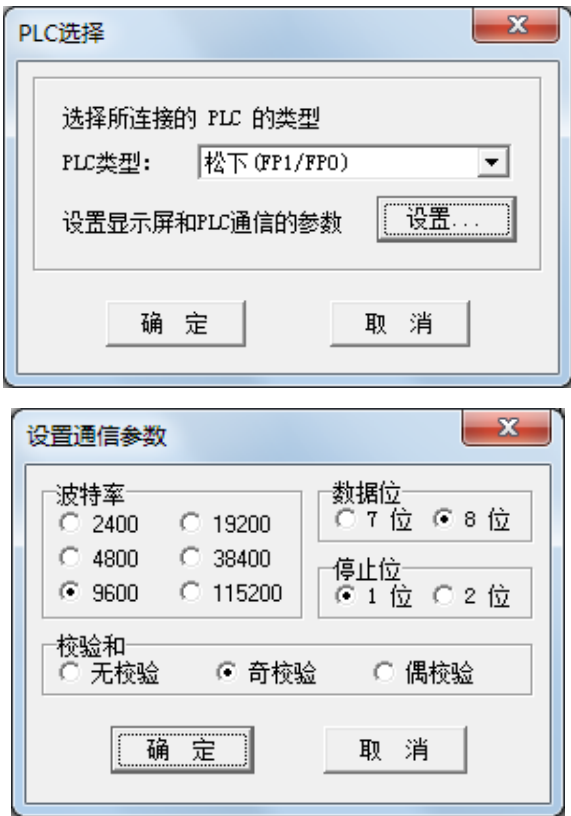 PLC选择
选择所连接的 PLC 的类型
PLC类型: 松下(FP1/FP0)
设置显示屏和PLC通信的参数 设置...
确 定 取 消
设置通信参数
波特率 数据位
2400 19200 7 位 8 位
4800 38400 停止位
9600 115200 1 位 2 位
校验和
无校验 奇校验 偶校验
确 定 取 消